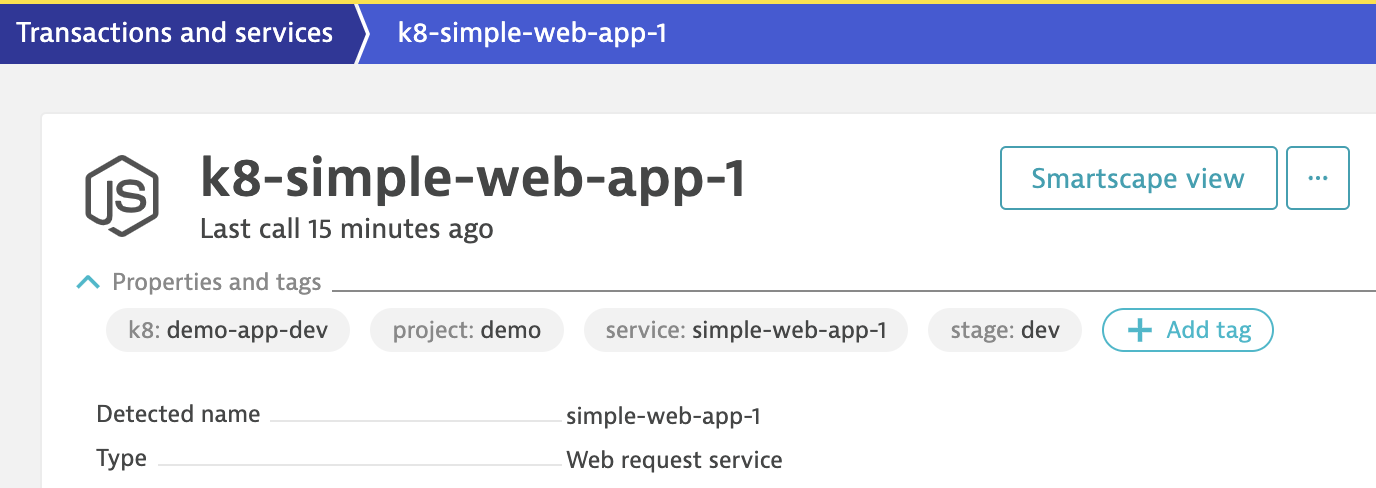 Transactions and services
k8-simple-web-app-1
JS
k8-simple-web-app-1
Last call 15 minutes ago
Smartscape view
...
Properties and tags
k8: demo-app-dev
project: demo
service: simple-web-app-1
stage: dev
+ Add tag
Detected name simple-web-app-1
Type Web request service